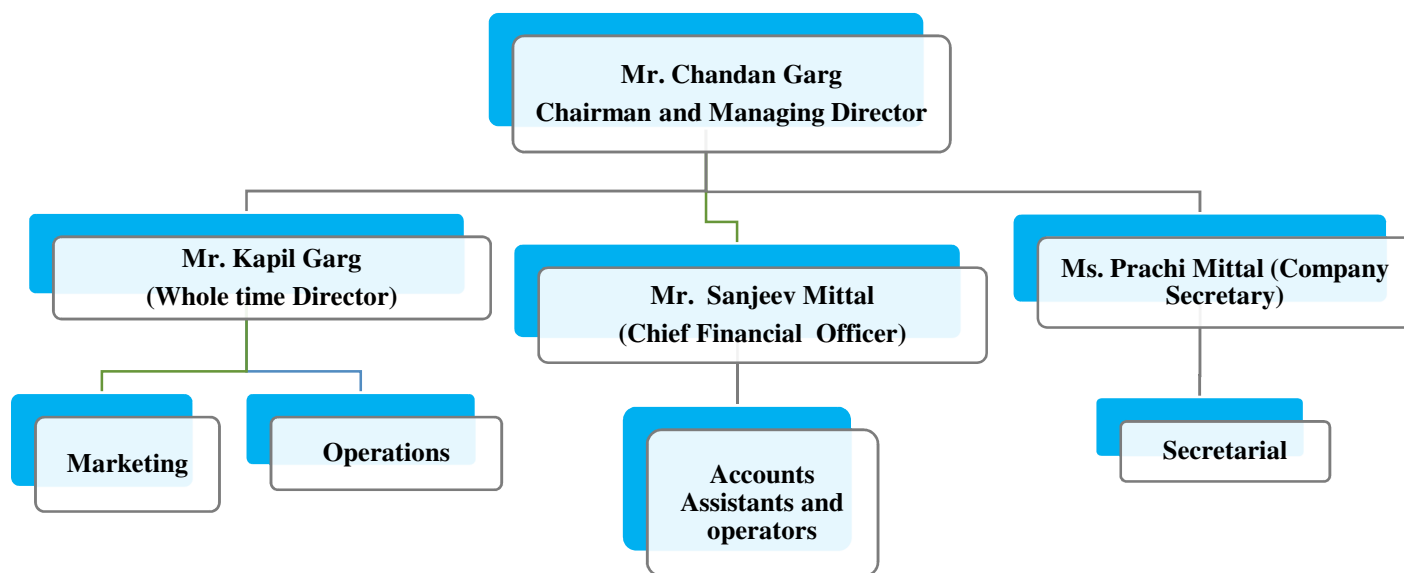 Mr. Chandan Garg
Chairman and Managing Director
Mr. Kapil Garg
(Whole time Director)
Mr. Sanjeev Mittal
(Chief Financial Officer)
Ms. Prachi Mittal (Company
Secretary)
Marketing
Operations
Accounts
Assistants and
operators
Secretarial